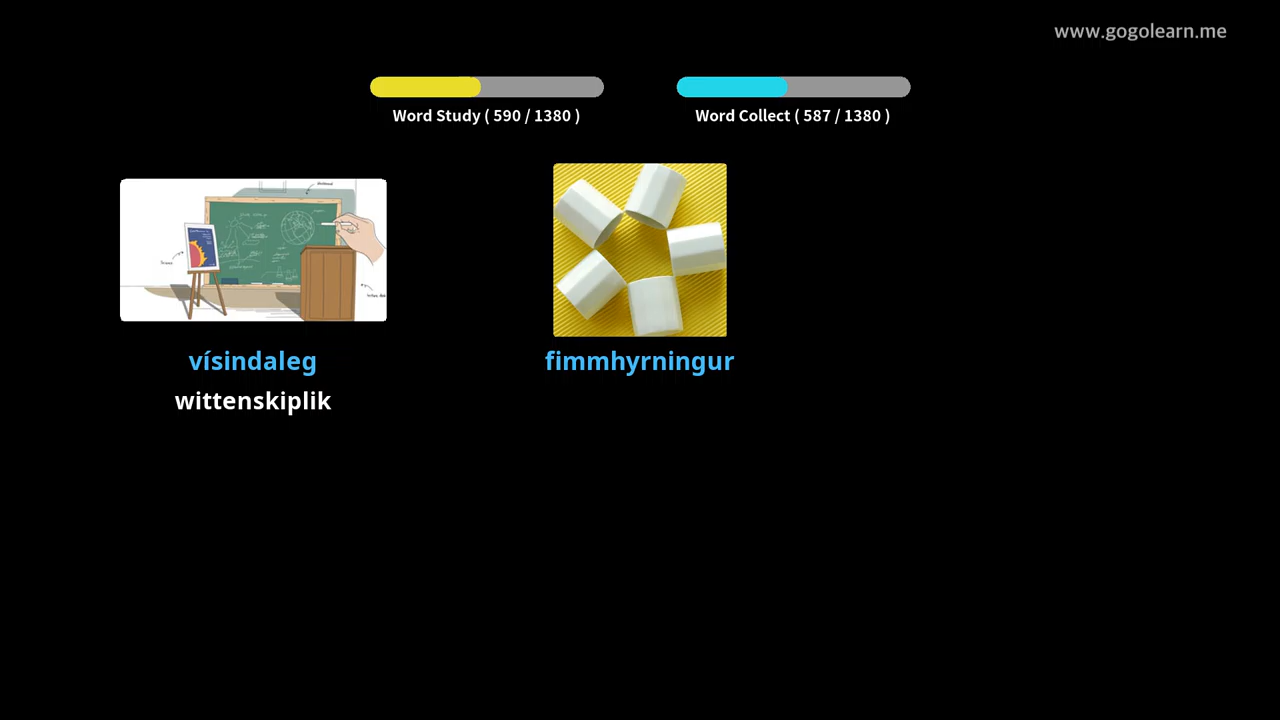 www.gogolearn.me
Word Study ( 590 / 1380 )
Word Collect ( 587 / 1380 )
vísindaleg
wittenskiplik
fimmhyrningur